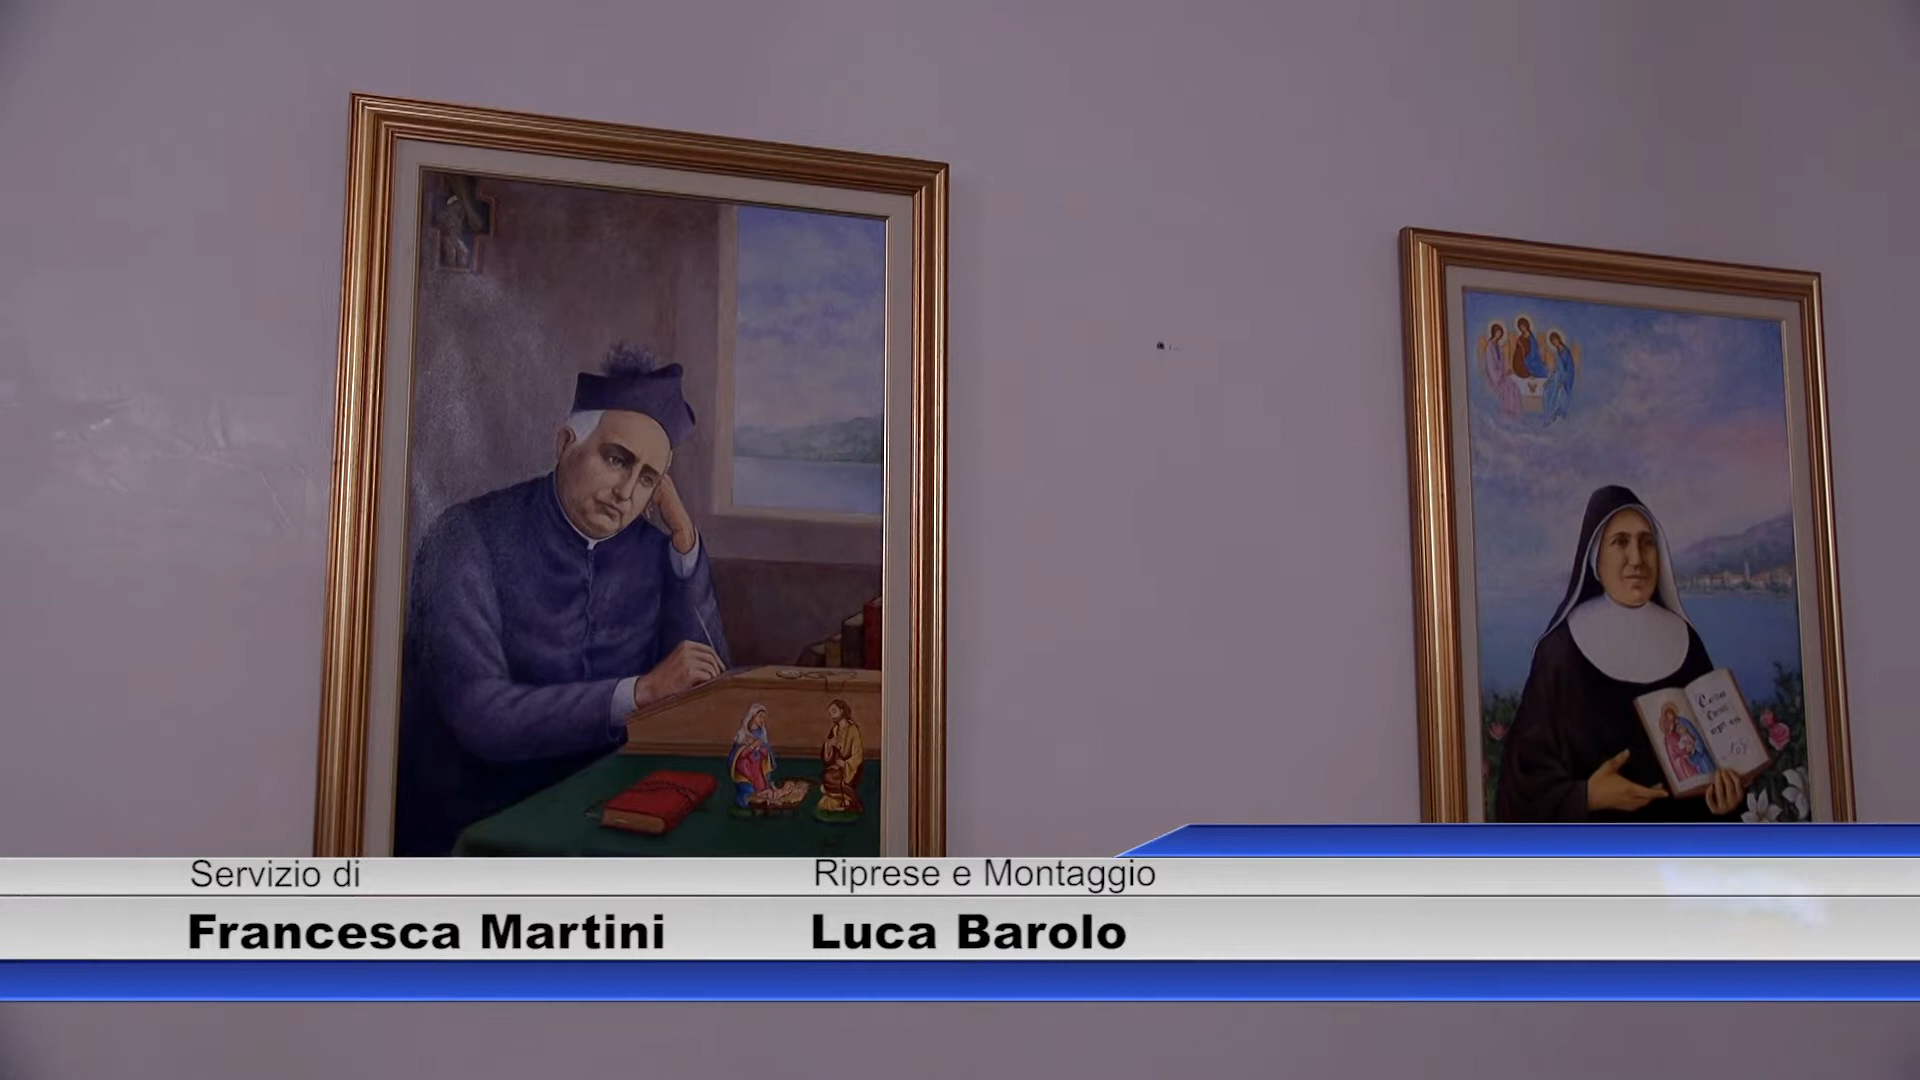 Servizio di
Francesca Martini
Riprese e Montaggio
Luca Barolo